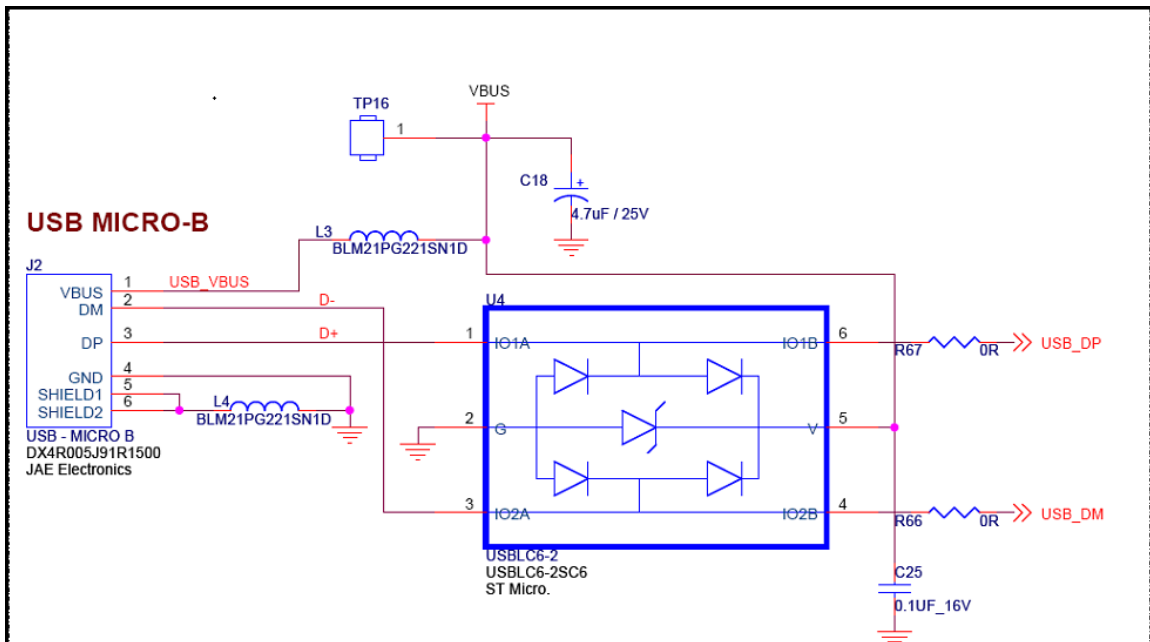 VBUS
TP16
1
C18
+
4.7uF / 25V
USB MICRO-B
L3
BLM21PG221SN1D
J2
VBUS
1
USB_VBUS
DM
2
D-
DP
3
D+
GND
4
SHIELD1
5
SHIELD2
6
L4
BLM21PG221SN1D
USB - MICRO B
DX4R005J91R1500
JAE Electronics
U4
1
IO1A
IO1B
6
R67
0R
USB_DP
2
G
V
5
3
IO2A
IO2B
4
R66
0R
USB_DM
USBLC6-2
USBLC6-2SC6
ST Micro.
C25
0.1UF_16V